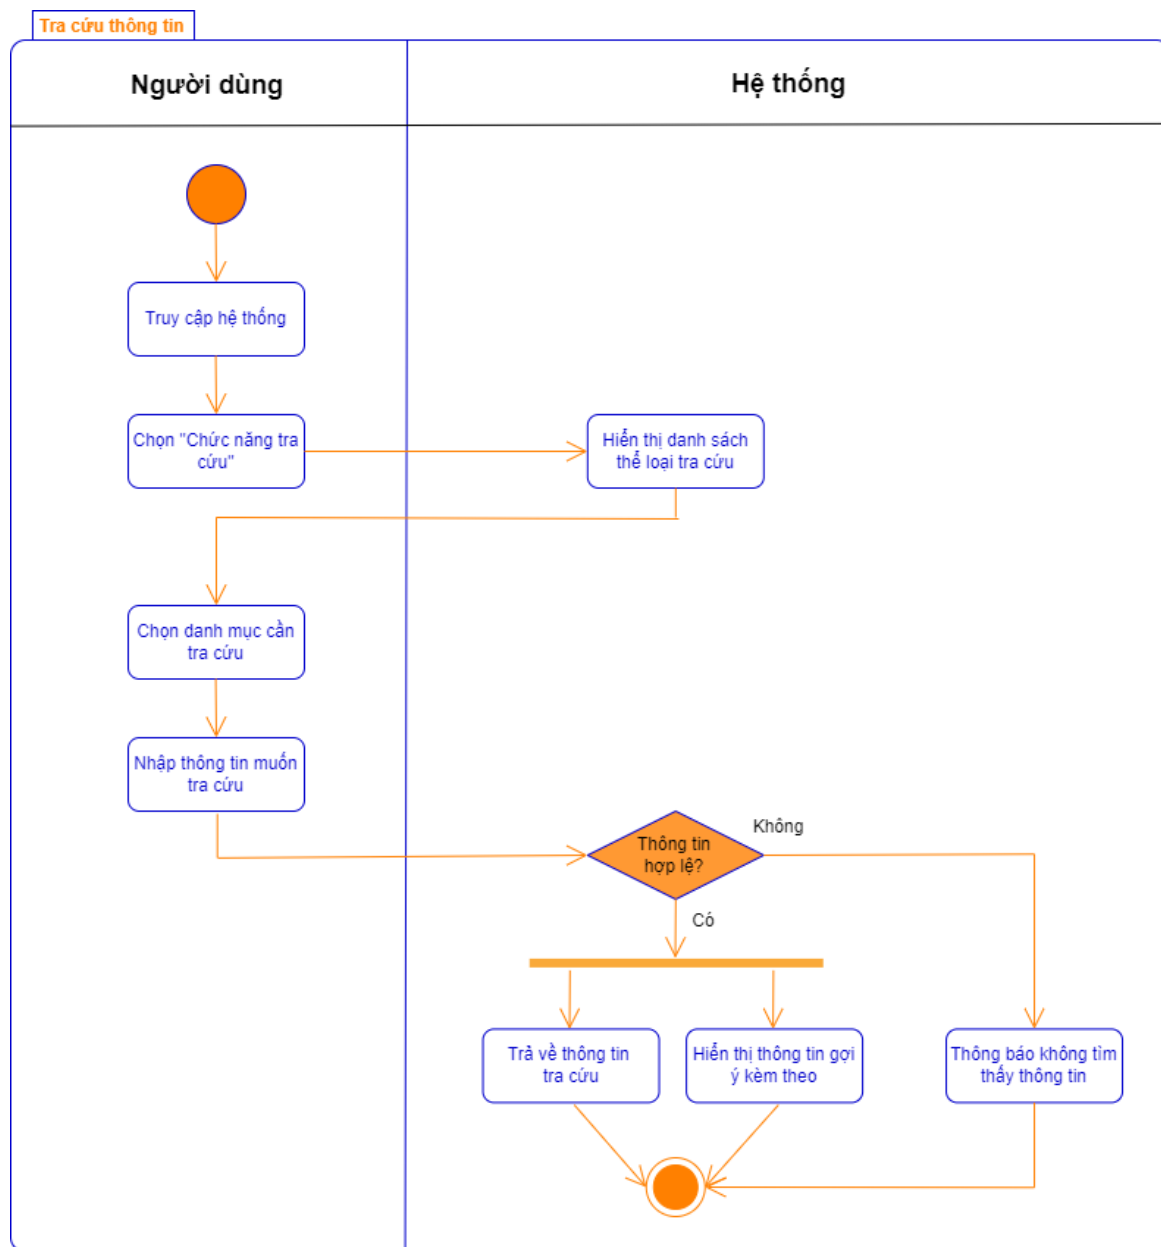 Tra cứu thông tin
Người dùng
Hệ thống
Truy cập hệ thống
Chọn "Chức năng tra
cứu"
Hiển thị danh sách
thể loại tra cứu
Chọn danh mục cần
tra cứu
Nhập thông tin muốn
tra cứu
Thông tin
hợp lệ?
Không
Có
Trả về thông tin
tra cứu
Hiển thị thông tin gợi
ý kèm theo
Thông báo không tìm
thấy thông tin